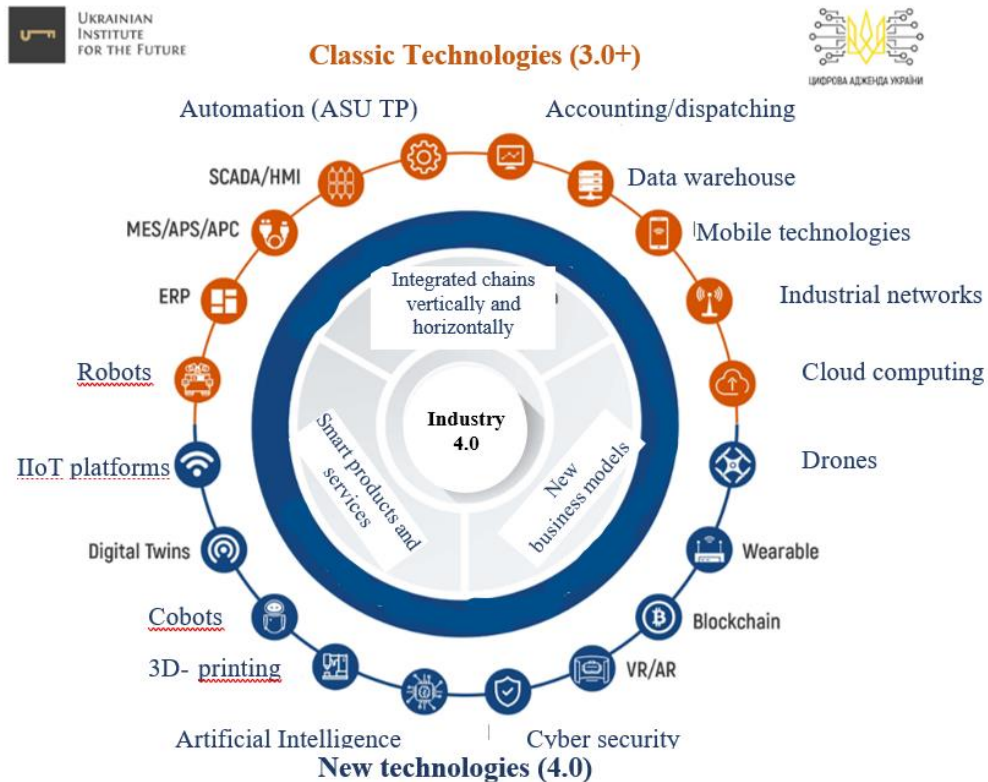 UKRAINIAN
INSTITUTE
FOR THE FUTURE
ЦИФРОВА АДЖЕНДА УКРАЇНИ
Classic Technologies (3.0+)
Automation (ASU TP)
Accounting/dispatching
SCADA/HMI
Data warehouse
MES/APS/APC
Mobile technologies
ERP
Industrial networks
Robots
Cloud computing
Integrated chains
vertically and
horizontally
Industry
4.0
Smart products and
services
New
business models
IIoT platforms
Drones
Digital Twins
Wearable
Cobots
Blockchain
3D- printing
VR/AR
Artificial Intelligence
Cyber security
New technologies (4.0)